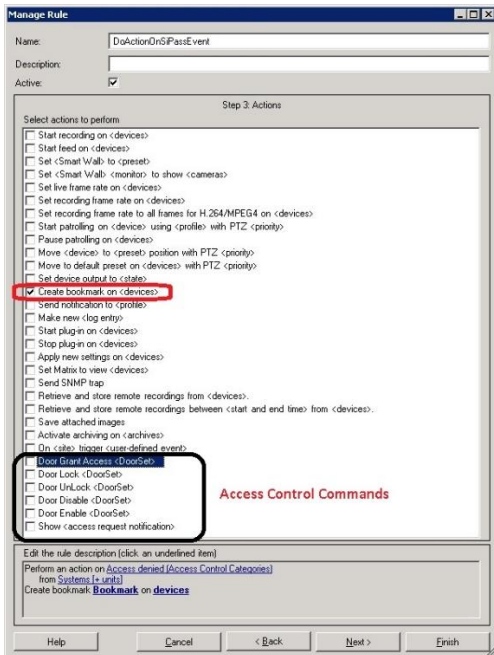 Manage Rule
Name: DoActionOnSiPassEvent
Description:
Active:
Step 3: Actions
Select actions to perform
Start recording on <devices>
Start feed on <devices>
Set <Smart Wall> to <preset>
Set <Smart Wall> <monitor> to show <cameras>
Set live frame rate on <devices>
Set recording frame rate on <devices>
Set recording frame rate to all frames for H.264/MPEG4 on <devices>
Start patrolling on <device> using <profile> with PTZ <priority>
Pause patrolling on <devices>
Move <device> to <preset> position with PTZ <priority>
Move to default preset on <devices> with PTZ <priority>
Set device output to <state>
Create bookmark on <devices>
Send notification to <profile>
Make new <log entry>
Start plug-in on <devices>
Stop plug-in on <devices>
Apply new settings on <devices>
Set Matrix to view <devices>
Send SNMP trap
Retrieve and store remote recordings from <devices>.
Retrieve and store remote recordings between <start and end time> from <devices>.
Save attached images
Activate archiving on <archives>
On <site> trigger <user-defined event>
Door Grant Access <DoorSet>
Door Lock <DoorSet>
Door UnLock <DoorSet>
Access Control Commands
Door Disable <DoorSet>
Door Enable <DoorSet>
Show <access request notification>
Edit the rule description (click an underlined item)
Perform an action on Access denied (Access Control Categories)
from Systems [+ units]
Create bookmark Bookmark on devices
Help Cancel < Back Next > Finish